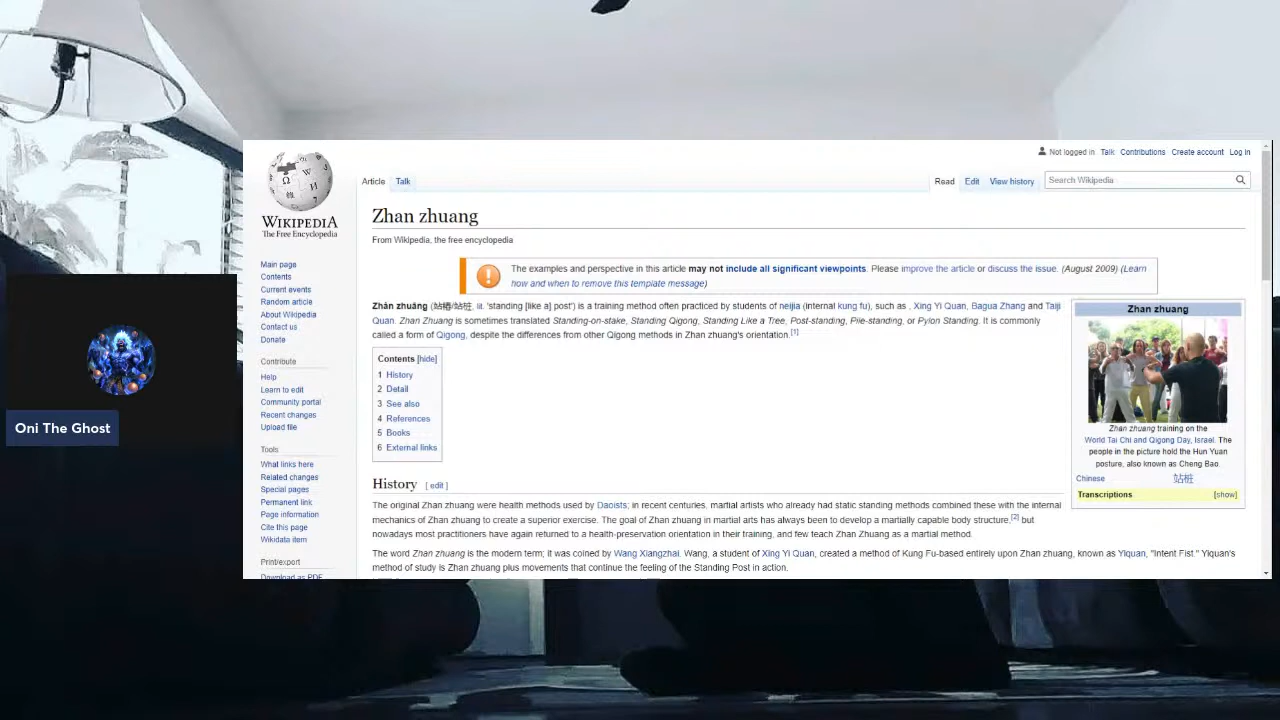 Not logged in Talk Contributions Create account Log in
Article Talk
Read Edit View history Search Wikipedia
WIKIPEDIA
The Free Encyclopedia
Zhan zhuang
From Wikipedia, the free encyclopedia
The examples and perspective in this article may not include all significant viewpoints. Please improve the article or discuss the issue. (August 2009) (Learn
how and when to remove this template message)
Zhàn zhuāng (站樁/站桩, lit. 'standing [like a] post') is a training method often practiced by students of neijia (internal kung fu), such as , Xing Yi Quan, Bagua Zhang and Taiji
Quan. Zhan Zhuang is sometimes translated Standing-on-stake, Standing Qigong, Standing Like a Tree, Post-standing, Pile-standing, or Pylon Standing. It is commonly
called a form of Qigong, despite the differences from other Qigong methods in Zhan zhuang's orientation.[1]
Contents [hide]
1 History
2 Detail
3 See also
4 References
5 Books
6 External links
Zhan zhuang
Zhan zhuang training on the
World Tai Chi and Qigong Day, Israel. The
people in the picture hold the Hun Yuan
posture, also known as Cheng Bao.
Chinese 站桩
Transcriptions [show]
History [ edit ]
The original Zhan zhuang were health methods used by Daoists; in recent centuries, martial artists who already had static standing methods combined these with the internal
mechanics of Zhan zhuang to create a superior exercise. The goal of Zhan zhuang in martial arts has always been to develop a martially capable body structure,[2] but
nowadays most practitioners have again returned to a health-preservation orientation in their training, and few teach Zhan Zhuang as a martial method.
The word Zhan zhuang is the modern term; it was coined by Wang Xiangzhai. Wang, a student of Xing Yi Quan, created a method of Kung Fu-based entirely upon Zhan zhuang, known as Yiquan, "Intent Fist." Yiquan's
method of study is Zhan zhuang plus movements that continue the feeling of the Standing Post in action.
Main page
Contents
Current events
Random article
About Wikipedia
Contact us
Donate
Contribute
Help
Learn to edit
Community portal
Recent changes
Upload file
Tools
What links here
Related changes
Special pages
Permanent link
Page information
Cite this page
Wikidata item
Print/export
Download as PDF
Oni The Ghost